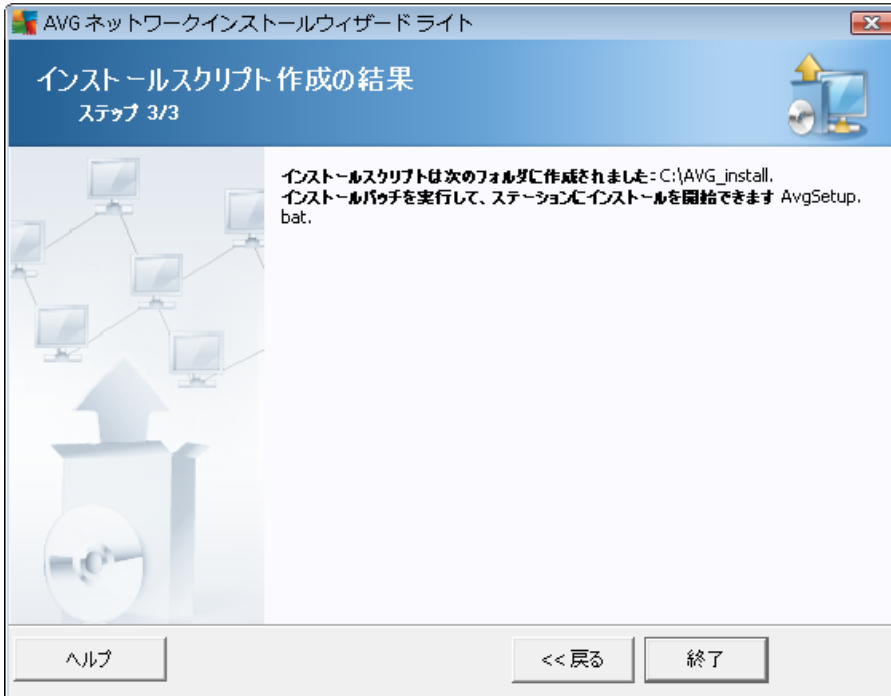 AVG ネットワークインストールウィザード ライト
インストールスクリプト作成の結果
ステップ 3/3
インストールスクリプトは次のフォルダに作成されました: C:\AVG_install.
インストールバッチを実行して、ステーションにインストールを開始できます AvgSetup.
bat.
ヘルプ
<< 戻る
終了